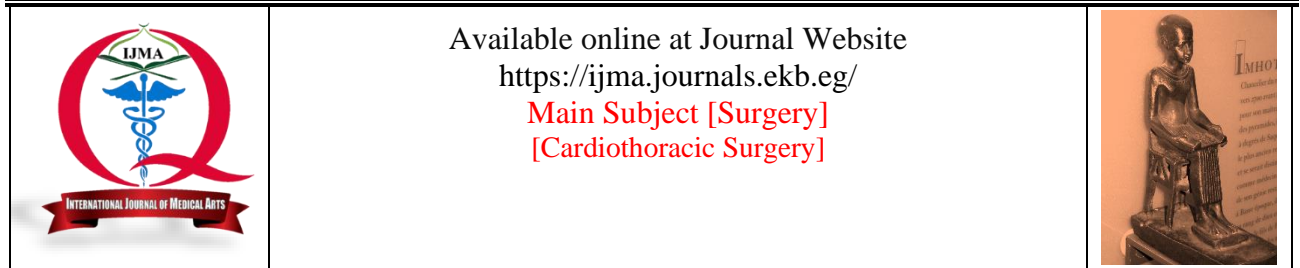 IJMA
INTERNATIONAL JOURNAL OF MEDICAL ARTS
Available online at Journal Website
https://ijma.journals.ekb.eg/
Main Subject [Surgery]
[Cardiothoracic Surgery]
IMHOT